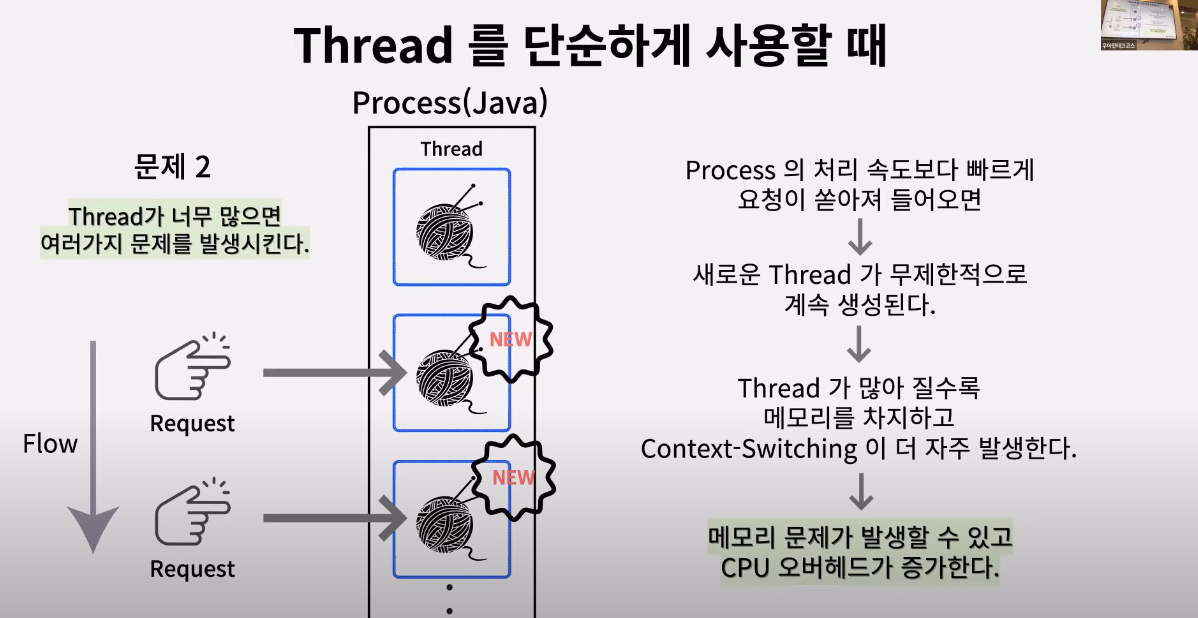 Thread 를 단순하게 사용할 때
우아한테크코스
Process(Java)
Thread
문제 2
Thread가 너무 많으면
여러가지 문제를 발생시킨다.
NEW
Request
Flow
NEW
Request
Process 의 처리 속도보다 빠르게
요청이 쏟아져 들어오면
새로운 Thread 가 무제한적으로
계속 생성된다.
Thread 가 많아 질수록
메모리를 차지하고
Context-Switching 이 더 자주 발생한다.
메모리 문제가 발생할 수 있고
CPU 오버헤드가 증가한다.